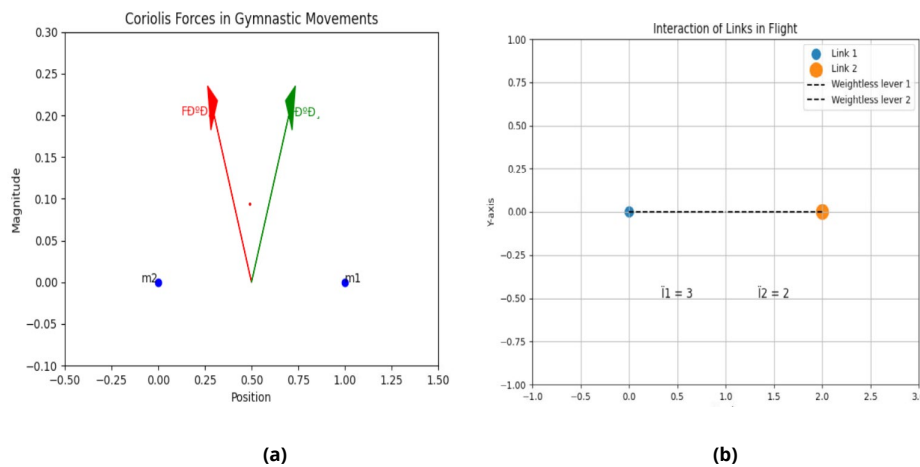 Coriolis Forces in Gymnastic Movements
0.30
0.25
0.20
0.15
0.10
0.05
0.00
−0.05
−0.10
Magnitude
m2
m1
−0.50
−0.25
0.00
0.25
0.50
0.75
1.00
1.25
1.50
Position
(a)
Interaction of Links in Flight
1.00
0.75
0.50
0.25
0.00
−0.25
−0.50
−0.75
−1.00
Y-axis
Link 1
Link 2
Weightless lever 1
Weightless lever 2
Ï1 = 3
Ï2 = 2
−1.0
−0.5
0.0
0.5
1.0
1.5
2.0
2.5
3.
(b)